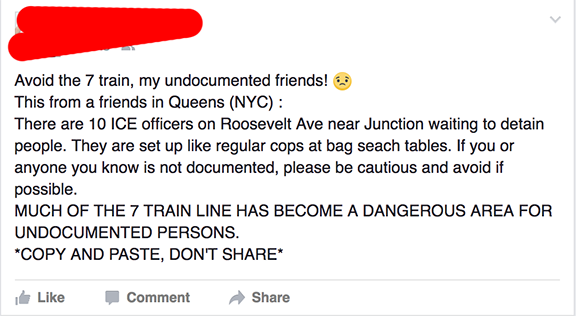 Avoid the 7 train, my undocumented friends! 😟
This from a friends in Queens (NYC) :
There are 10 ICE officers on Roosevelt Ave near Junction waiting to detain
people. They are set up like regular cops at bag seach tables. If you or
anyone you know is not documented, please be cautious and avoid if
possible.
MUCH OF THE 7 TRAIN LINE HAS BECOME A DANGEROUS AREA FOR
UNDOCUMENTED PERSONS.
*COPY AND PASTE, DON'T SHARE*
Like Comment Share